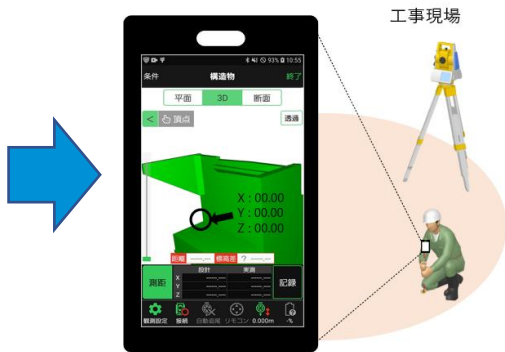 工事現場
93% 10:55
条件 構造物 終了
平面 3D 断面
< 頂点 透過
X : 00.00
Y : 00.00
Z : 00.00
距離 ---.--- 標高差 ? ---.---
設計 実測
測距 記録
X ---.--- ---.---
Y ---.--- ---.---
Z ---.--- ---.---
観測設定 接続 自動追尾 リモコン 0.000m -%